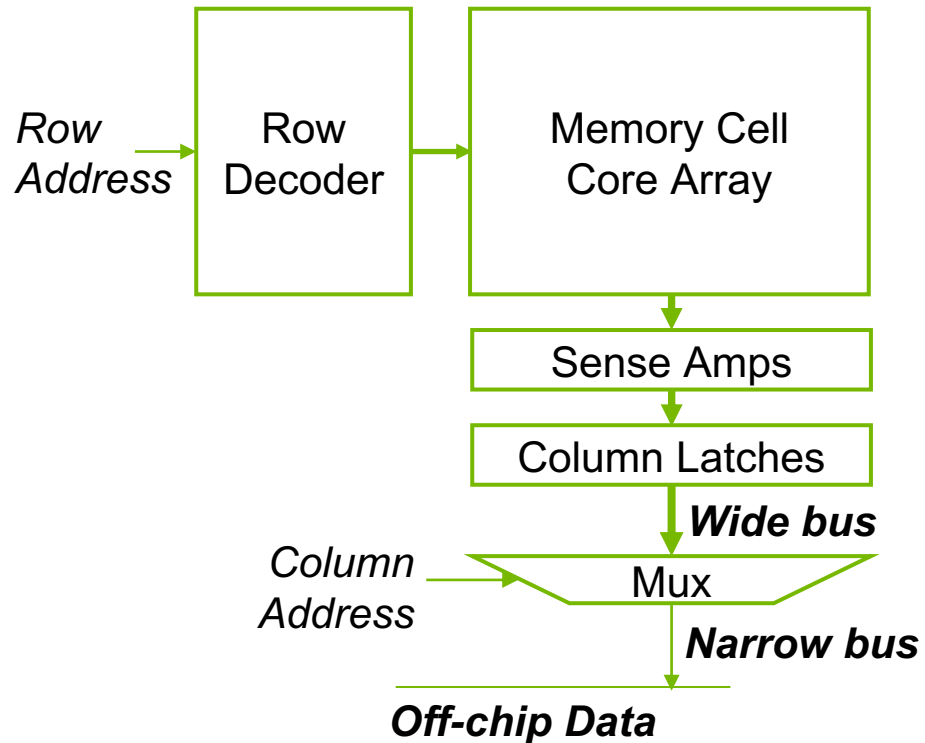 Row
Address
Row
Decoder
Memory Cell
Core Array
Sense Amps
Column Latches
Wide bus
Column
Address
Mux
Narrow bus
Off-chip Data